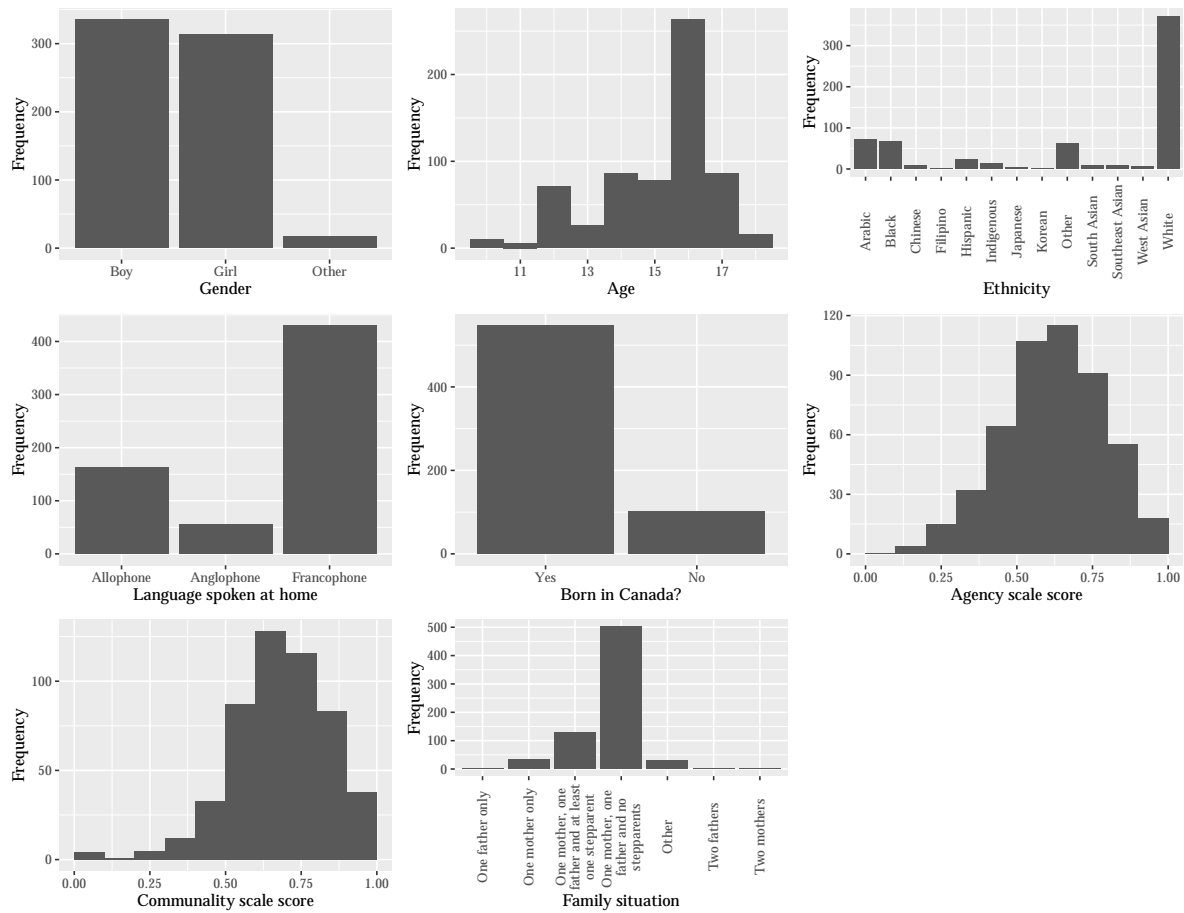 300
200
100
0
Frequency
Boy
Girl
Other
Gender
200
100
0
Frequency
11
13
15
17
Age
300
200
100
0
Frequency
Arabic
Black
Chinese
Filipino
Hispanic
Indigenous
Japanese
Korean
Other
South Asian
Southeast Asian
West Asian
White
Ethnicity
400
300
200
100
0
Frequency
Allophone
Anglophone
Francophone
Language spoken at home
400
200
0
Frequency
Yes
No
Born in Canada?
120
90
60
30
0
Frequency
0.00
0.25
0.50
0.75
1.00
Agency scale score
100
50
0
Frequency
0.00
0.25
0.50
0.75
1.00
Communality scale score
500
400
300
200
100
0
Frequency
One father only
One mother only
One mother, one
father and at least
one stepparent
One mother, one
father and no
stepparents
Other
Two fathers
Two mothers
Family situation